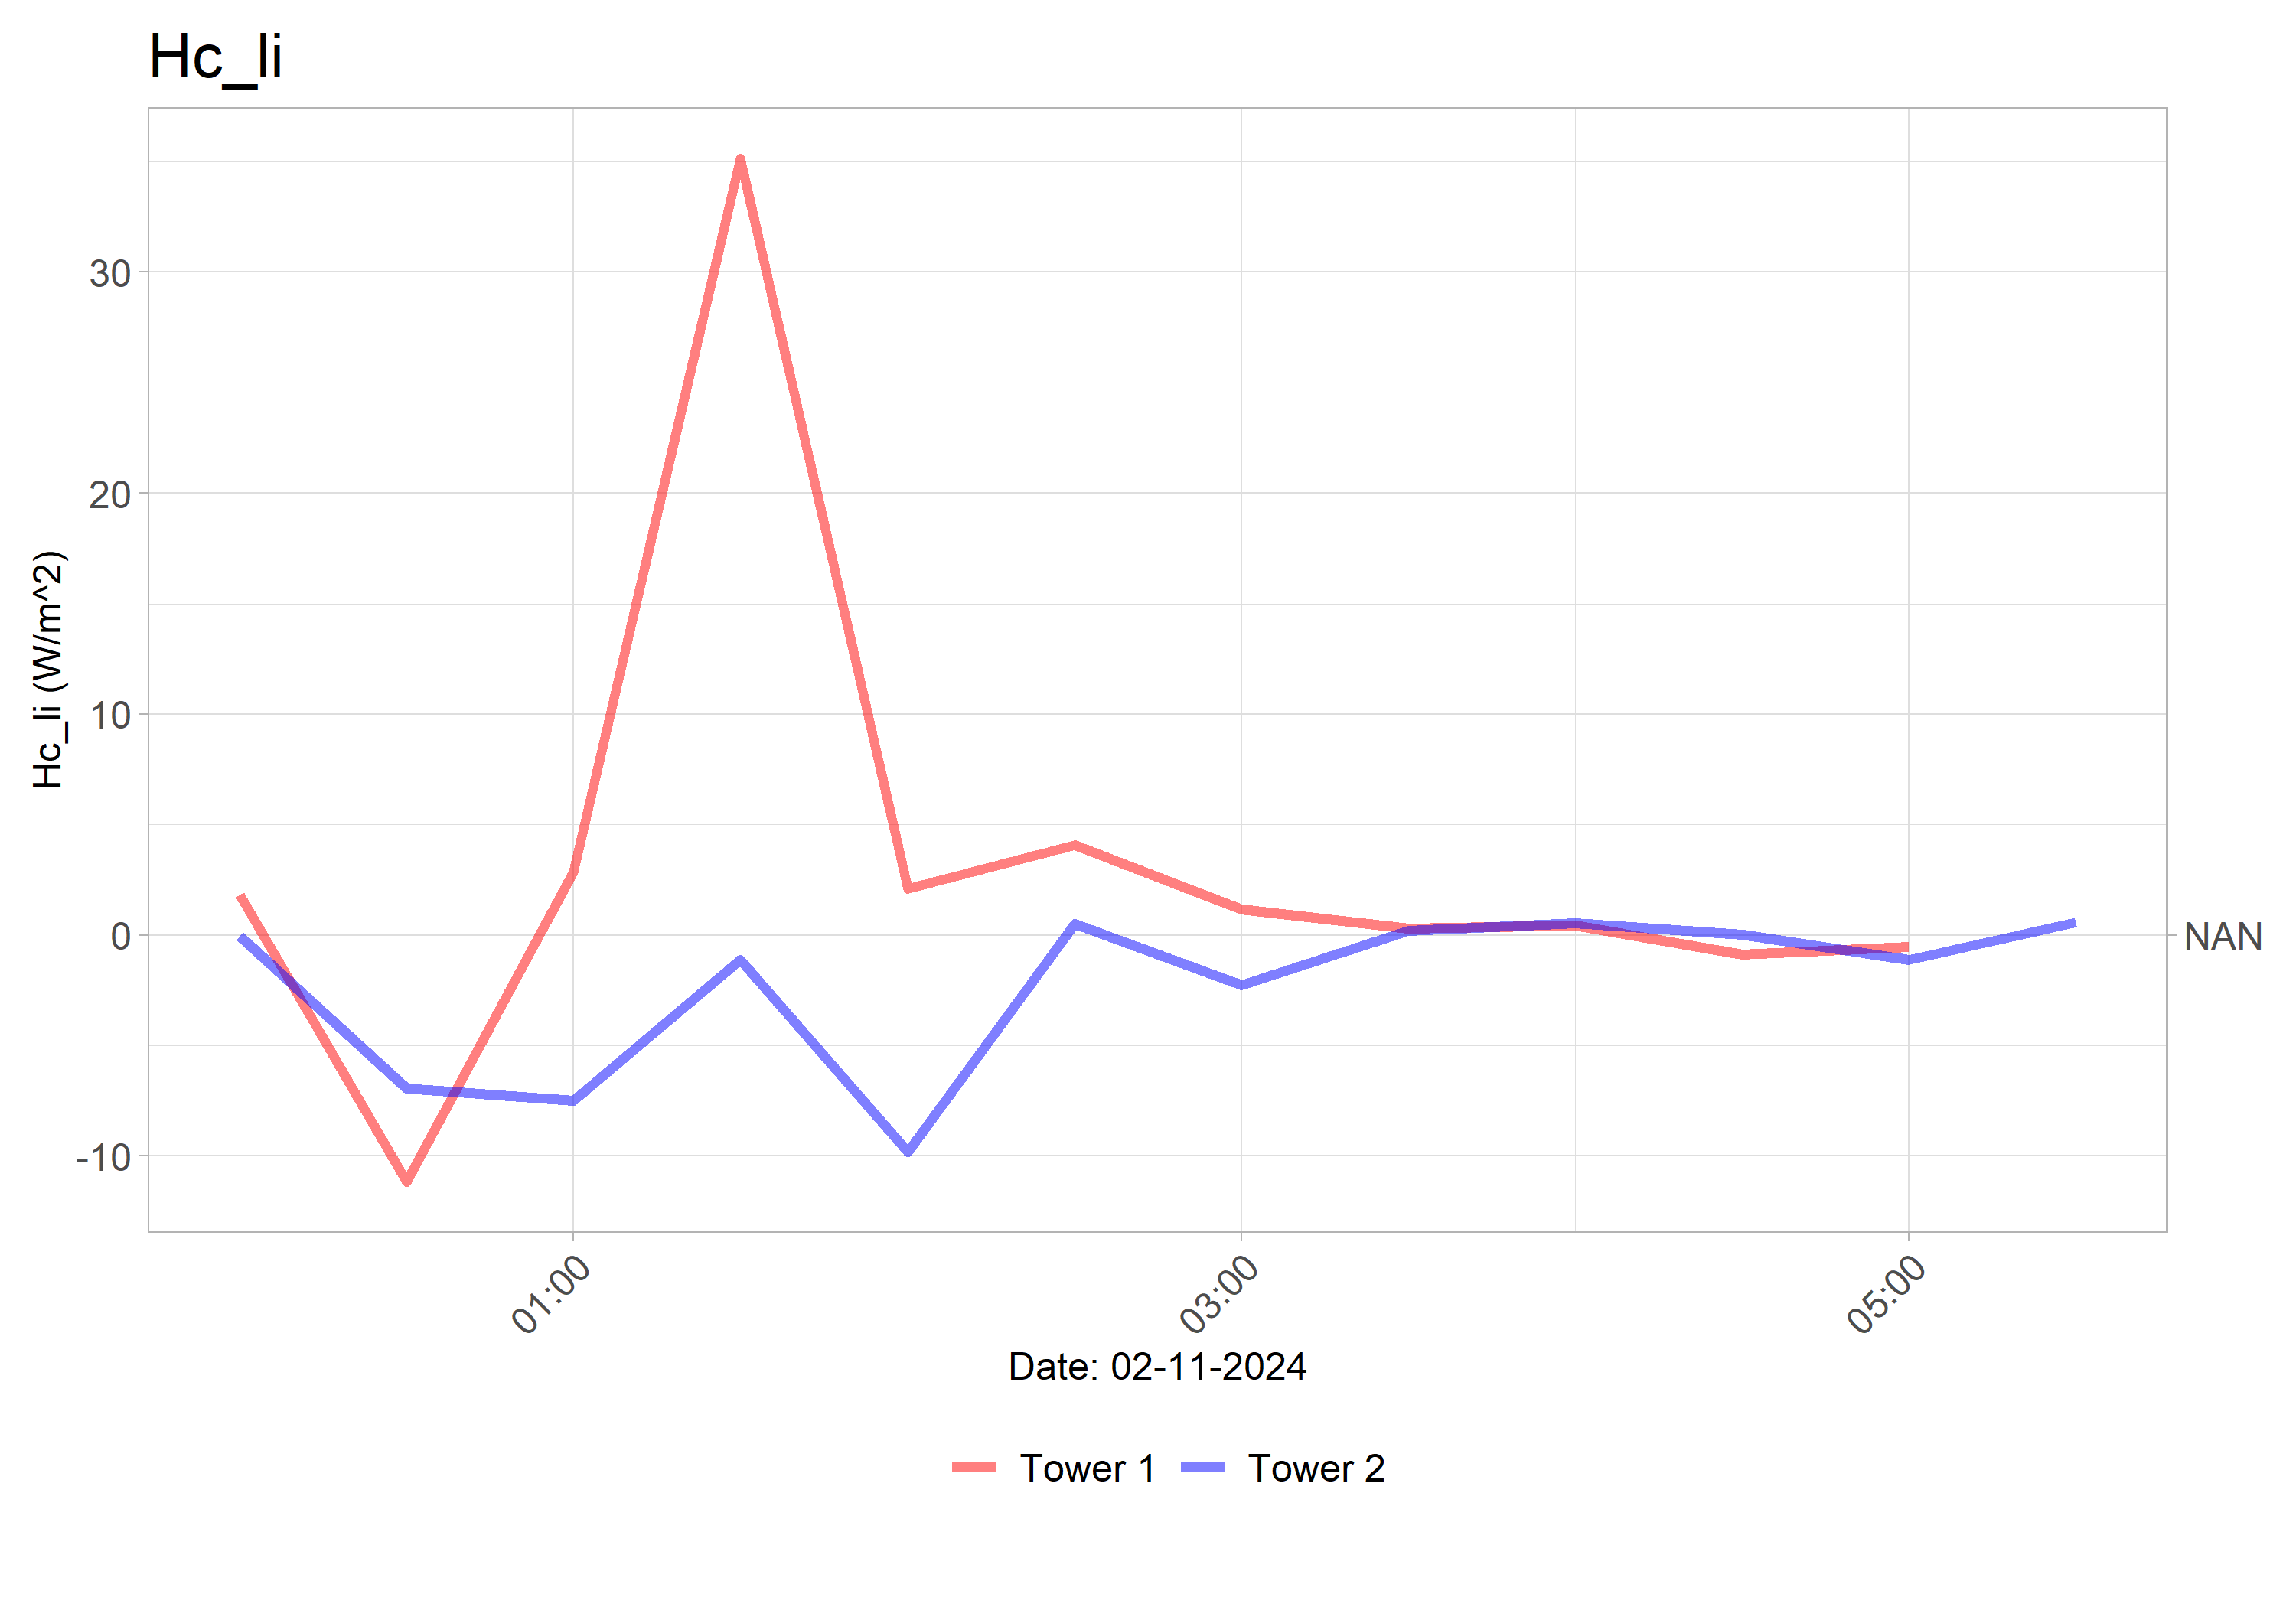 Hc_li
Hc_li (W/m^2)
30
20
10
0
-10
NAN
01:00
03:00
05:00
Date: 02-11-2024
Tower 1
Tower 2